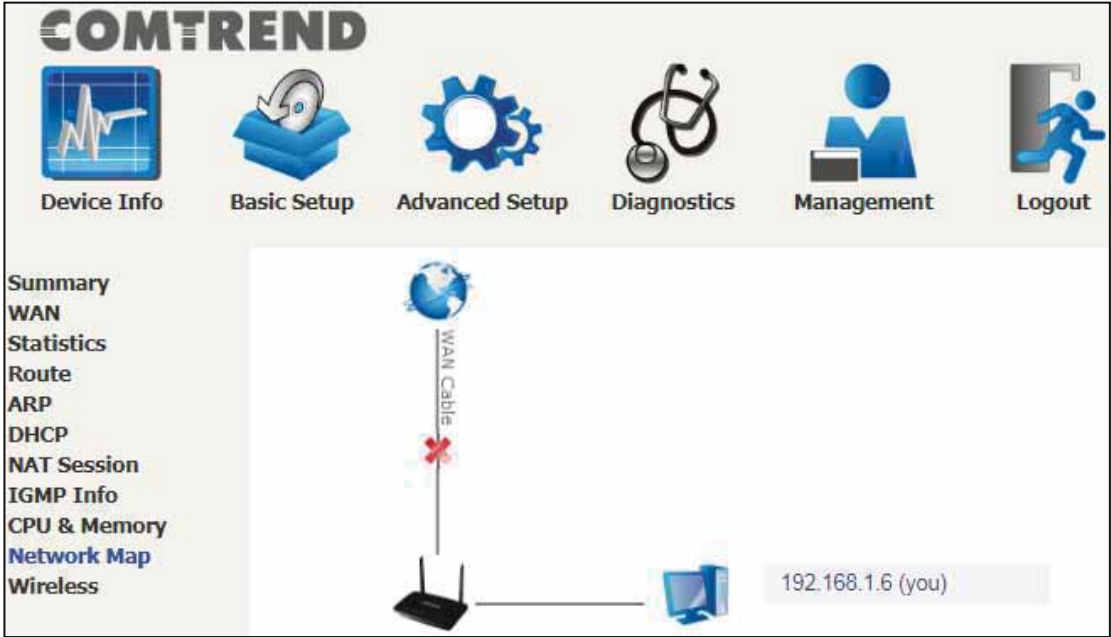 COMTREND
Device Info
Basic Setup
Advanced Setup
Diagnostics
Management
Logout
Summary
WAN
Statistics
Route
ARP
DHCP
NAT Session
IGMP Info
CPU & Memory
Network Map
Wireless
WAN Cable
192.168.1.6 (you)